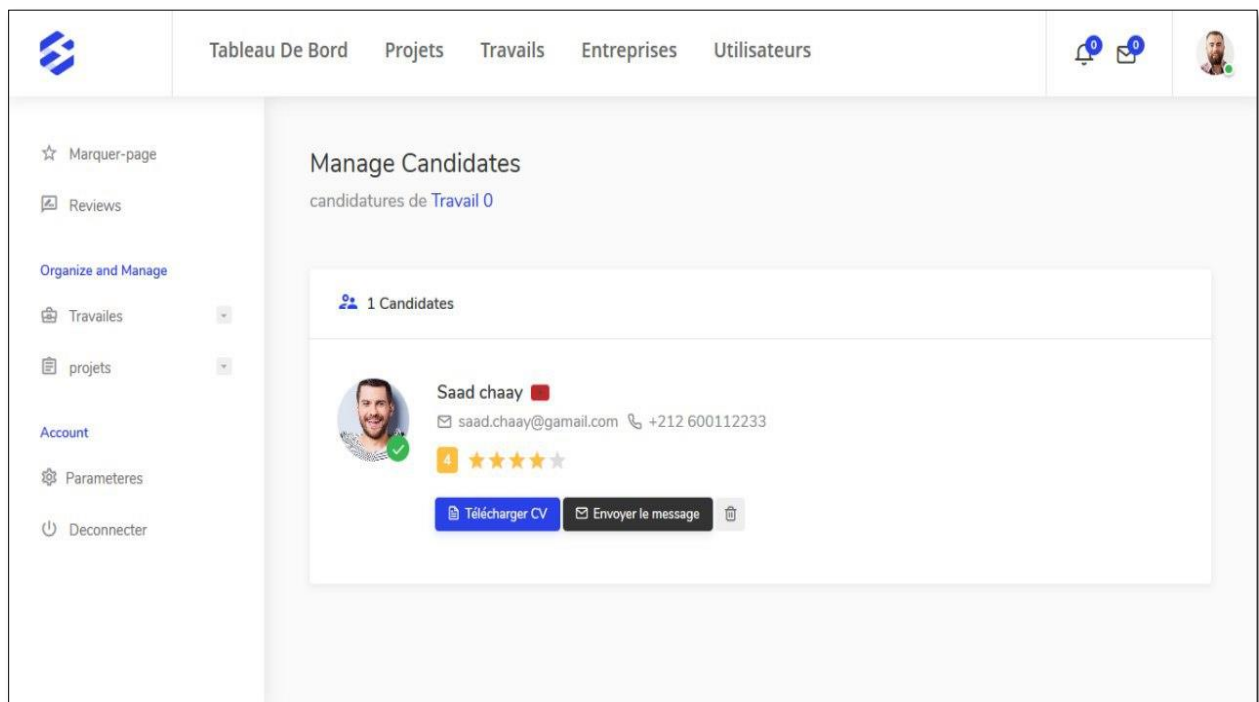 Tableau De Bord Projets Travails Entreprises Utilisateurs 0 0
Marquer-page
Reviews
Organize and Manage
Travailes
projets
Account
Parameteres
Deconnecter
Manage Candidates
candidatures de Travail 0
1 Candidates
Saad chaay
saad.chaay@gamail.com +212 600112233
4
Télécharger CV Envoyer le message